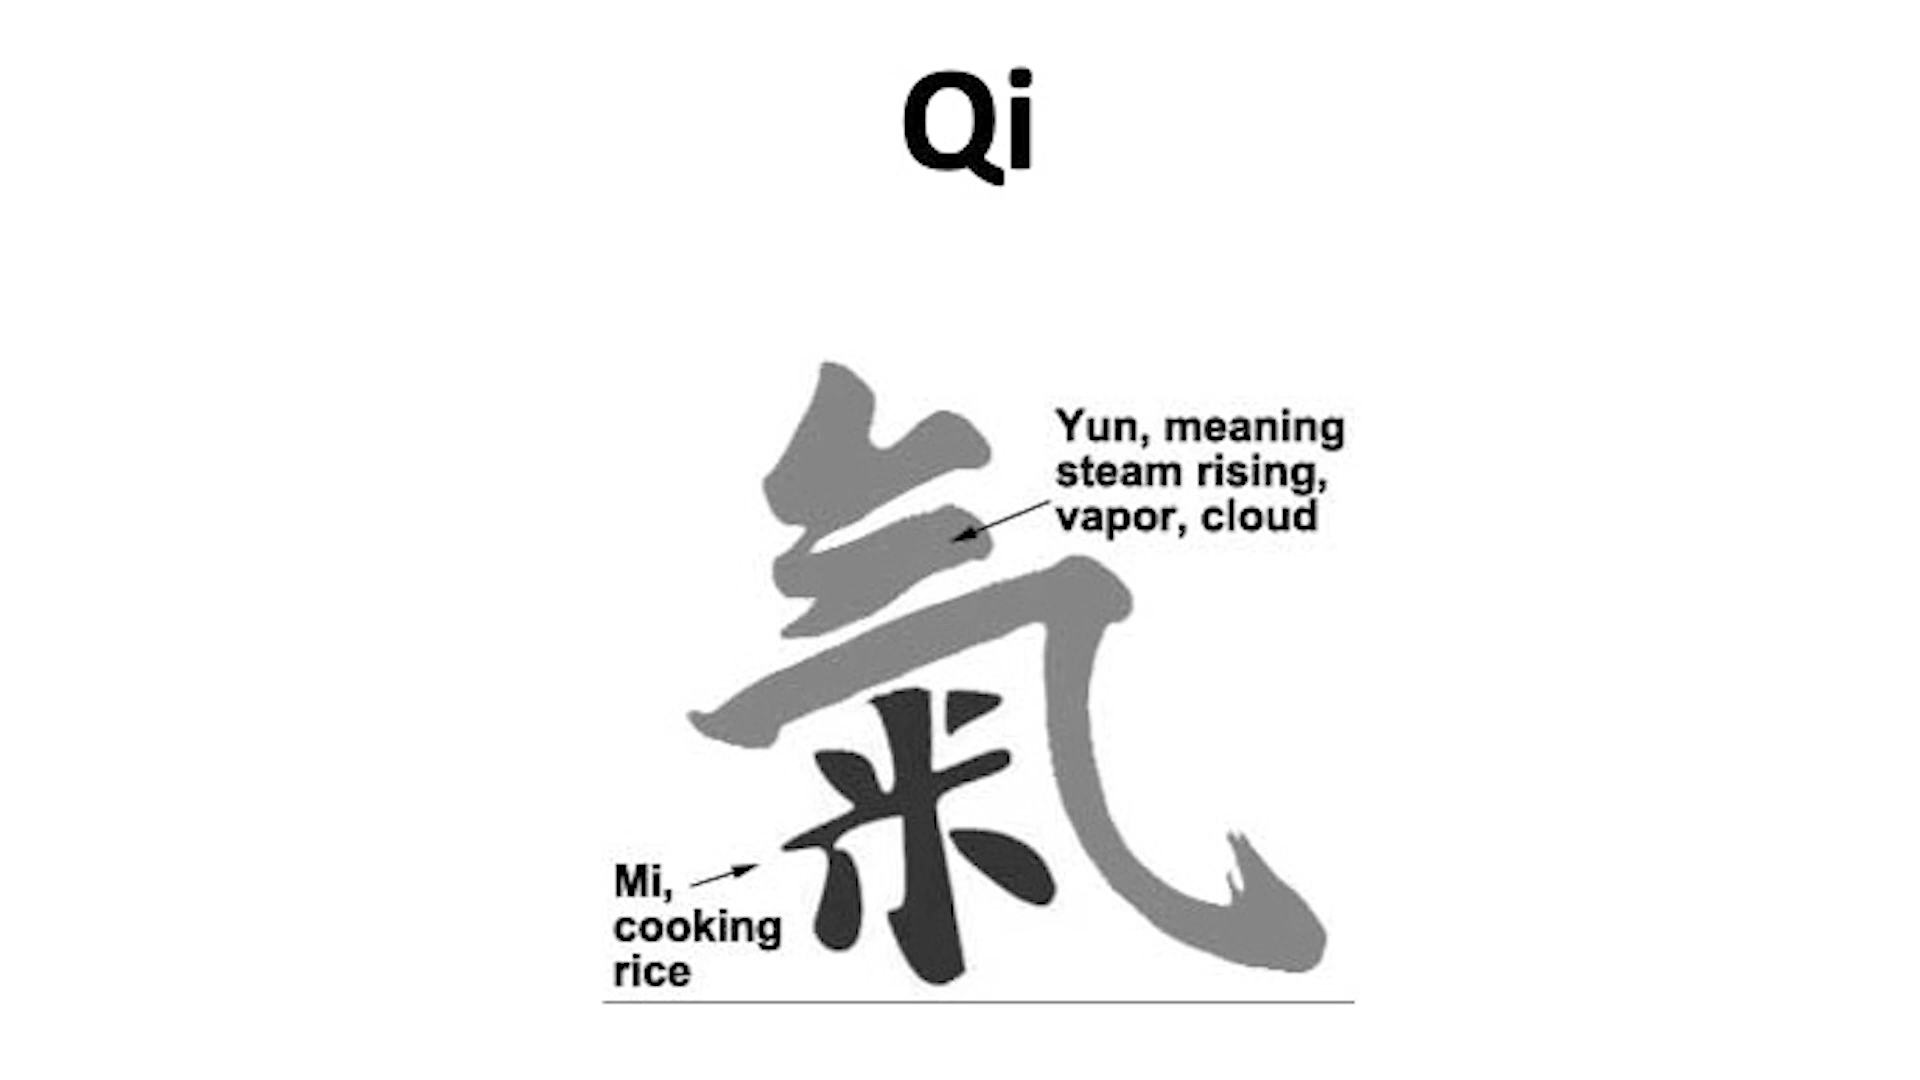 Qi
Yun, meaning
steam rising,
vapor, cloud
氣
Mi,
cooking
rice